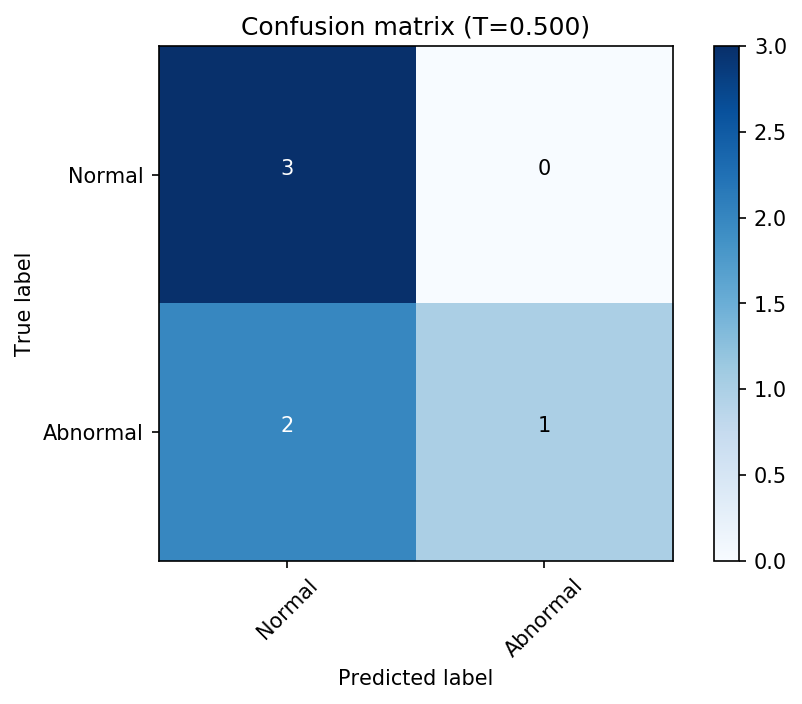 Confusion matrix (T=0.500)
True label
Normal
Abnormal
3
0
2
1
Normal
Abnormal
Predicted label
3.0
2.5
2.0
1.5
1.0
0.5
0.0